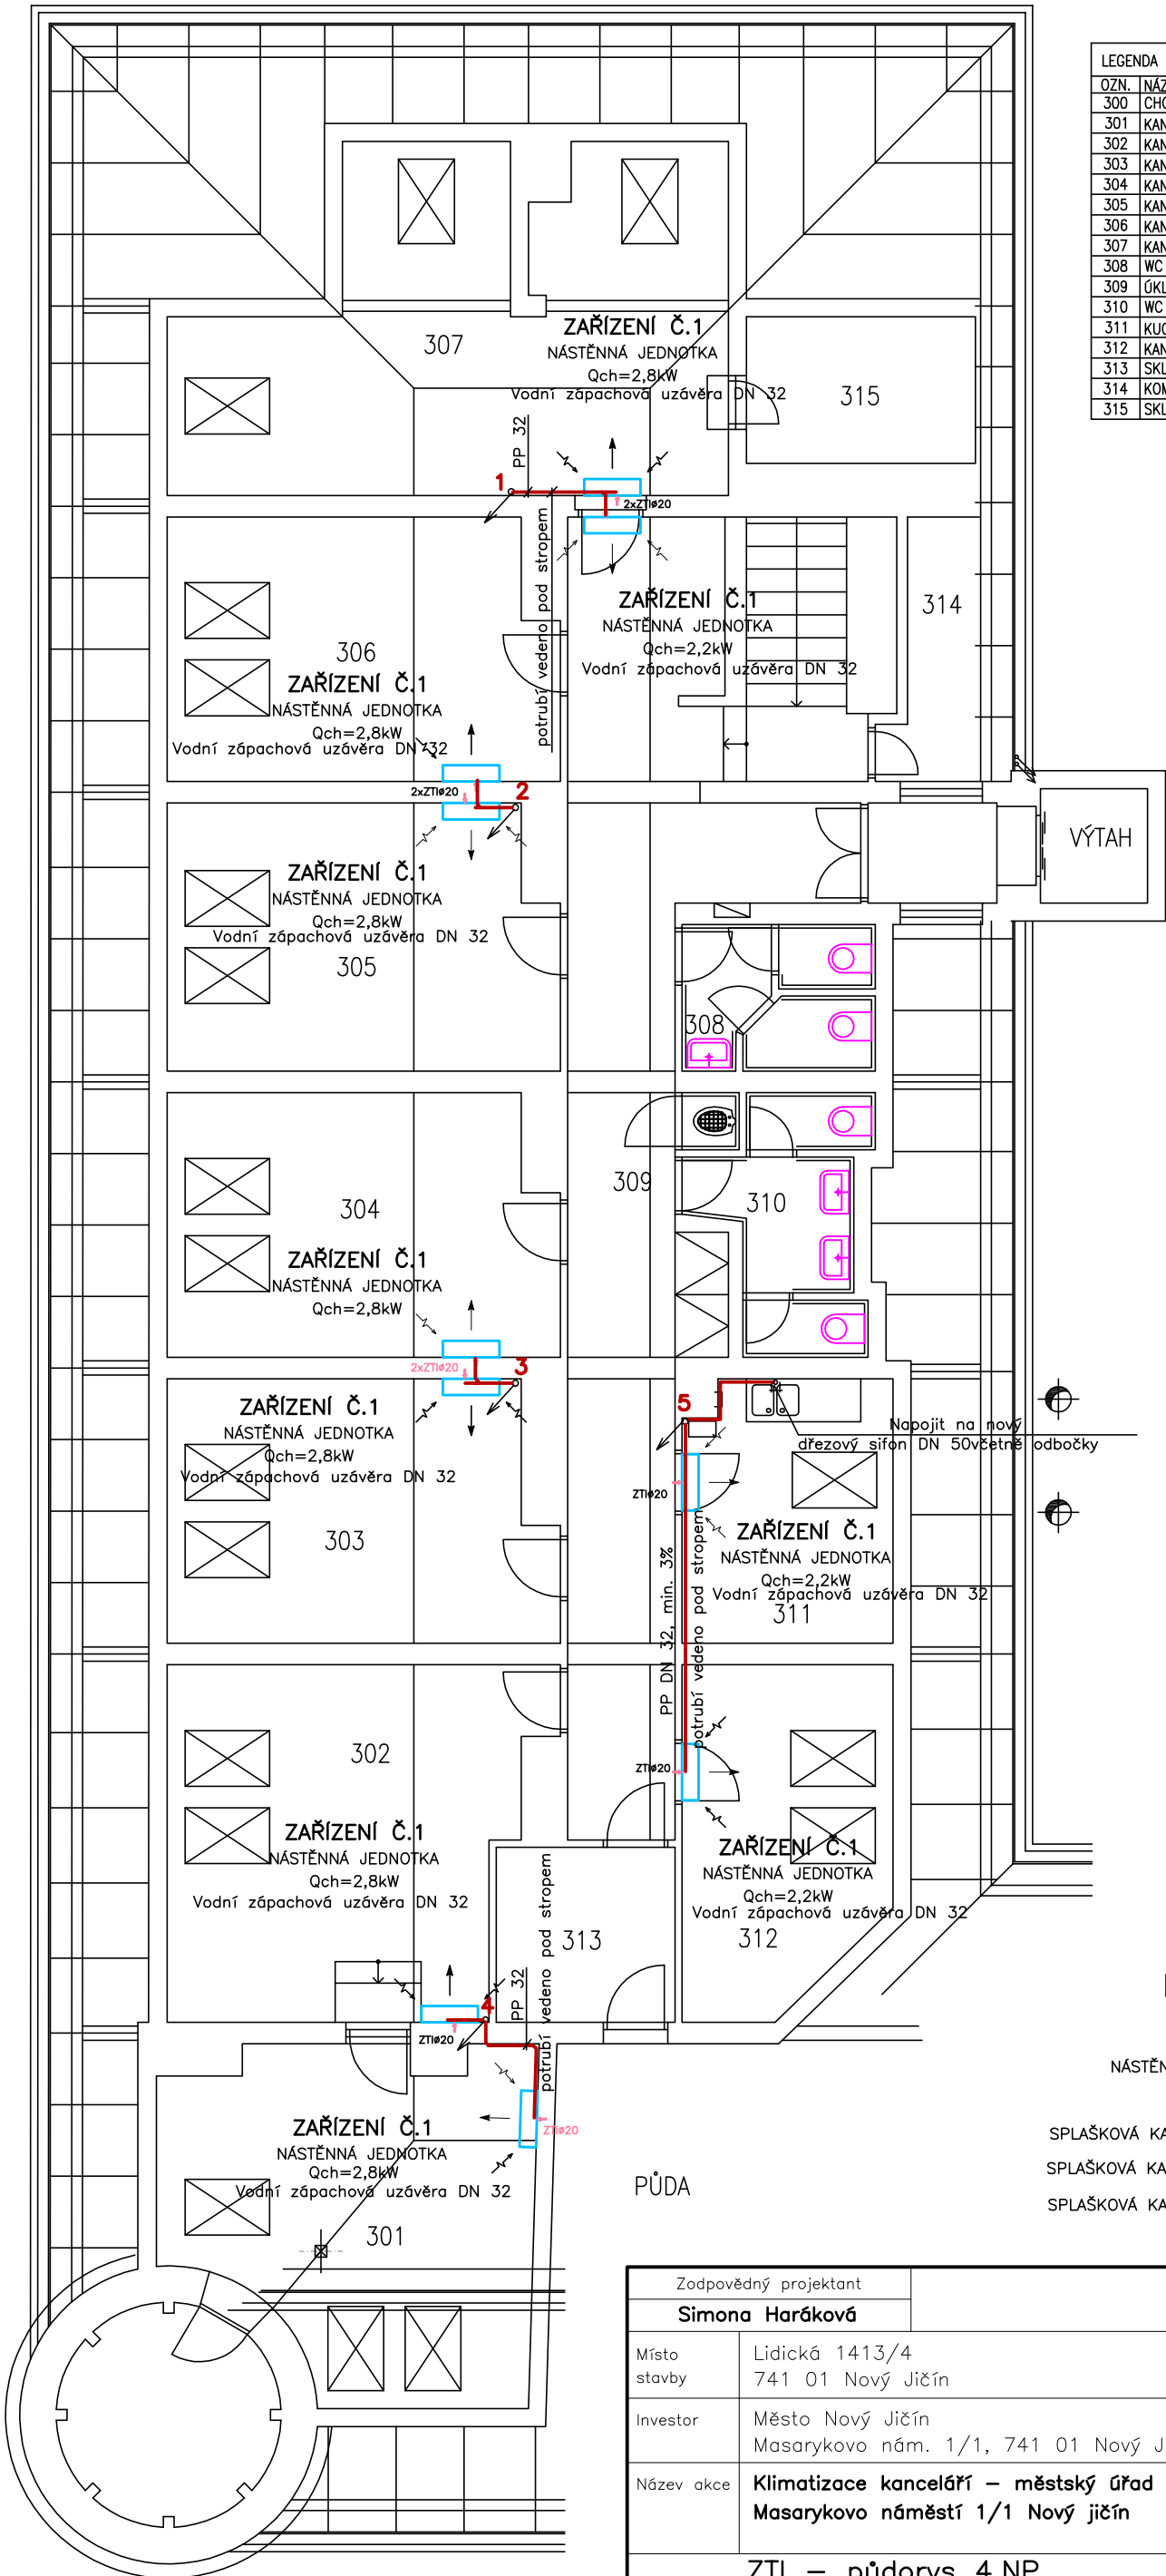 LEGENDA
OZN.
300
301
302
303
304
305
306
307
308 WC
309
310 WC
311
312
313
314
315
307
ZAŘÍZENÍ Č.1
NÁSTĚNNÁ JEDNOTKA
Qch=2,8kW
Vodní zápachová uzávěra DN 32
315
PP 32
1
2xZTIø20
potrubí vedeno pod stropem
ZAŘÍZENÍ Č.1
NÁSTĚNNÁ JEDNOTKA
Qch=2,2kW
Vodní zápachová uzávěra DN 32
314
306
ZAŘÍZENÍ Č.1
NÁSTĚNNÁ JEDNOTKA
Qch=2,8kW
Vodní zápachová uzávěra DN 32
2xZTIø20
2
VÝTAH
ZAŘÍZENÍ Č.1
NÁSTĚNNÁ JEDNOTKA
Qch=2,8kW
Vodní zápachová uzávěra DN 32
305
308
309
310
304
ZAŘÍZENÍ Č.1
NÁSTĚNNÁ JEDNOTKA
Qch=2,8kW
2xZTIø20
3
ZAŘÍZENÍ Č.1
NÁSTĚNNÁ JEDNOTKA
Qch=2,8kW
Vodní zápachová uzávěra DN 32
303
5
Napojit na nový
dřezový sifon DN 50včetně odbočky
ZTIø20
ZAŘÍZENÍ Č.1
NÁSTĚNNÁ JEDNOTKA
Qch=2,2kW
Vodní zápachová uzávěra DN 32
311
PP DN 32, min. 3%
potrubí vedeno pod stropem
302
ZTIø20
ZAŘÍZENÍ Č.1
NÁSTĚNNÁ JEDNOTKA
Qch=2,8kW
Vodní zápachová uzávěra DN 32
ZAŘÍZENÍ Č.1
NÁSTĚNNÁ JEDNOTKA
Qch=2,2kW
Vodní zápachová uzávěra DN 32
312
313
PP 32
potrubí vedeno pod stropem
4
ZTIø20
ZTIø20
ZAŘÍZENÍ Č.1
NÁSTĚNNÁ JEDNOTKA
Qch=2,8kW
Vodní zápachová uzávěra DN 32
301
PŮDA
SPLAŠKOVÁ
SPLAŠKOVÁ
SPLAŠKOVÁ
Zodpovědný projektant
Simona Haráková
Místo stavby
Lidická 1413/4
741 01 Nový Jičín
Investor
Město Nový Jičín
Masarykovo nám. 1/1, 741 01 Nový
Název akce
Klimatizace kanceláří – městský úřad
Masarykovo náměstí 1/1 Nový jičín
ZTI – půdorys 4.NP